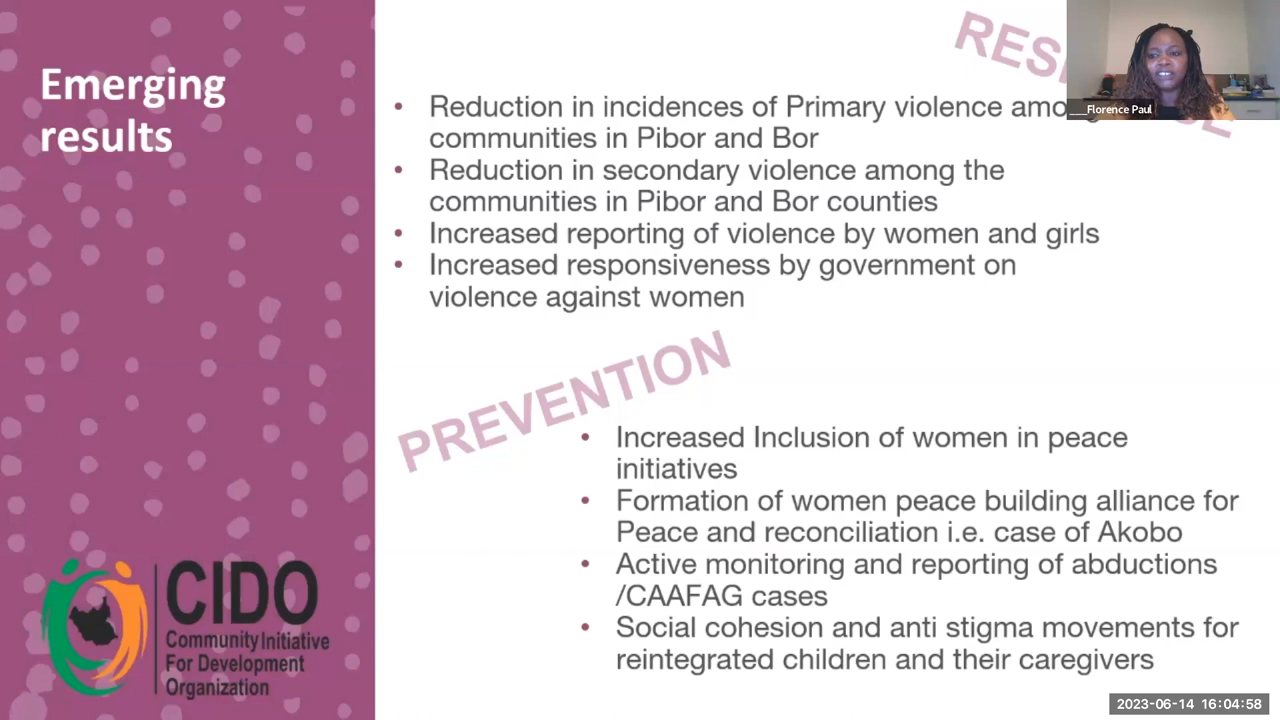 Emerging
results
RES
Florence Paul
• Reduction in incidences of Primary violence among
communities in Pibor and Bor
• Reduction in secondary violence among the
communities in Pibor and Bor counties
• Increased reporting of violence by women and girls
• Increased responsiveness by government on
violence against women
PREVENTION
• Increased Inclusion of women in peace
initiatives
• Formation of women peace building alliance for
Peace and reconciliation i.e. case of Akobo
• Active monitoring and reporting of abductions
/CAAFAG cases
• Social cohesion and anti stigma movements for
reintegrated children and their caregivers
CIDO
Community Initiative
For Development
Organization
2023-06-14 16:04:58